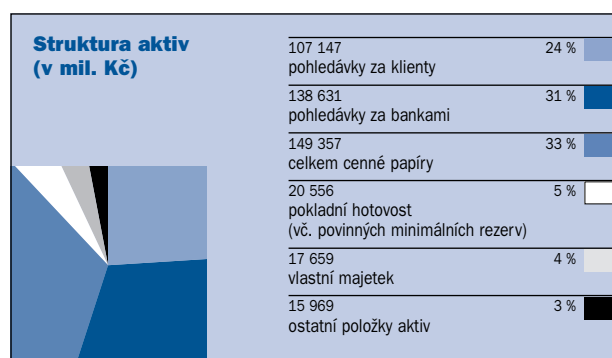 Struktura aktiv
(v mil. Kč)
107 147 24 %
pohledávky za klienty
138 631 31 %
pohledávky za bankami
149 357 33 %
celkem cenné papíry
20 556 5 %
pokladní hotovost
(vč. povinných minimálních rezerv)
17 659 4 %
vlastní majetek
15 969 3 %
ostatní položky aktiv